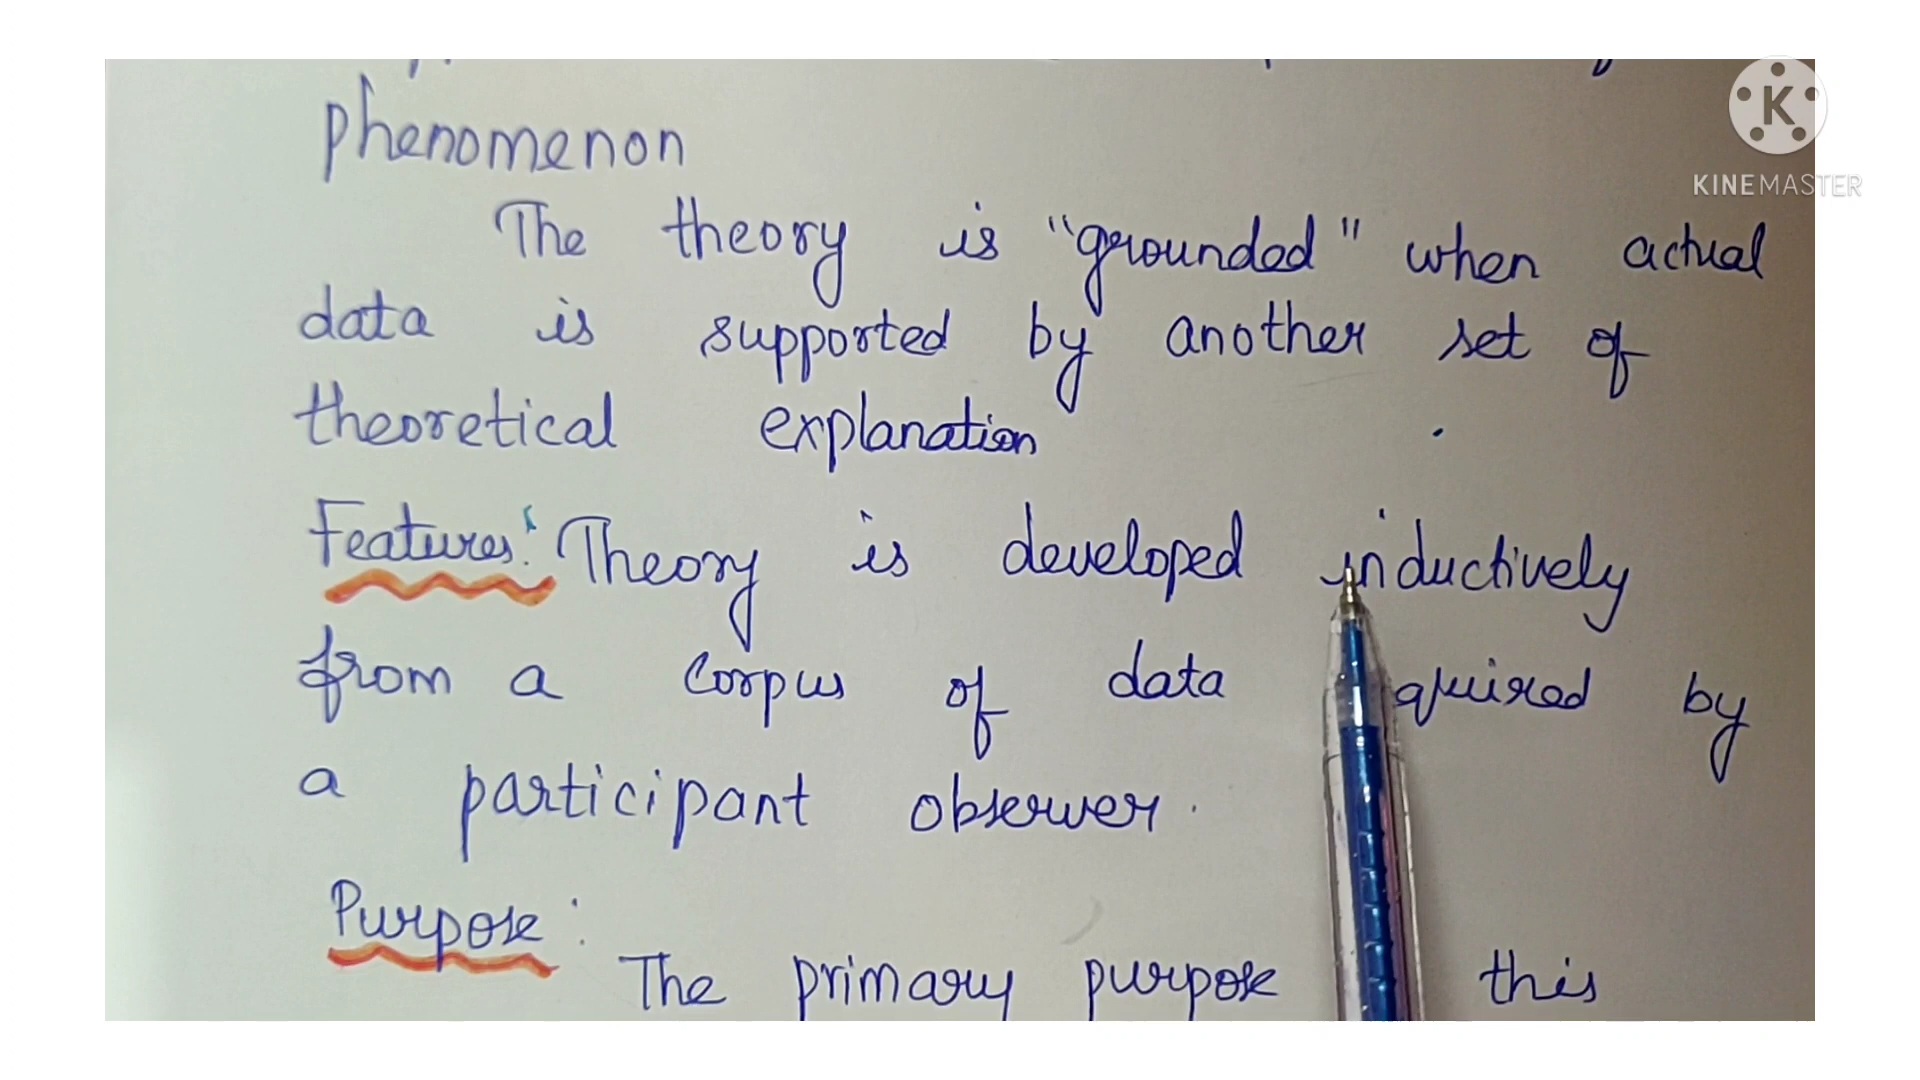 phenomenon
The theory is "grounded" when actual
data is supported by another set of
theoretical explanation
Features: Theory is developed inductively
from a corpus of data quired by
a participant observer.
Purpose:
The primary purpose this
K
KINEMASTER